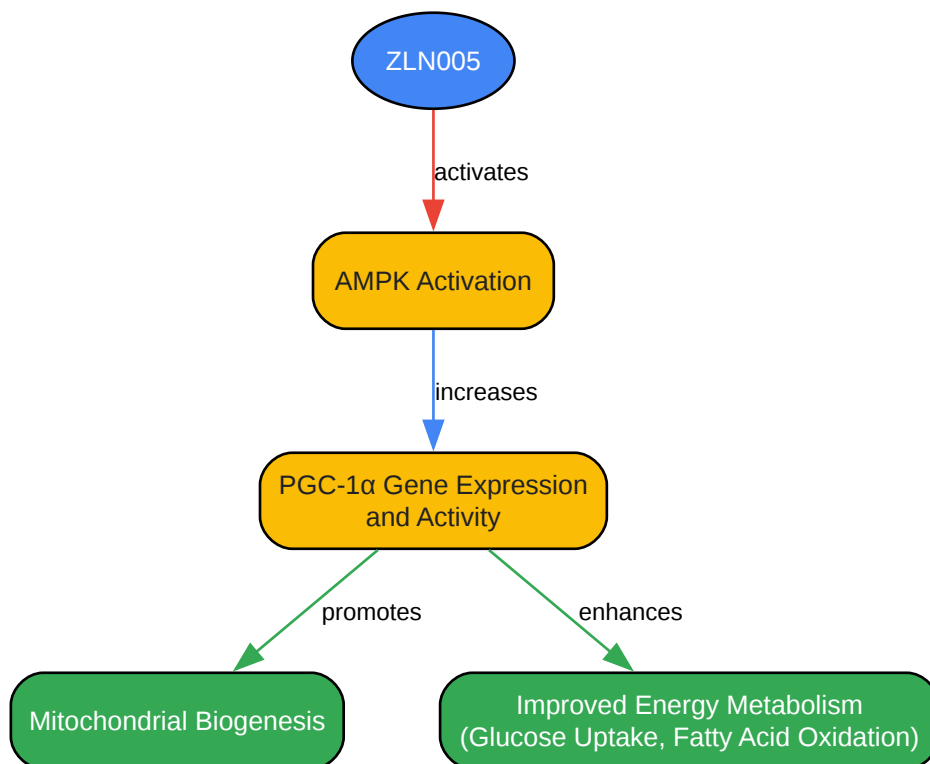 ZLN005
activates
AMPK Activation
increases
PGC-1α Gene Expression
and Activity
promotes
enhances
Mitochondrial Biogenesis
Improved Energy Metabolism
(Glucose Uptake, Fatty Acid Oxidation)